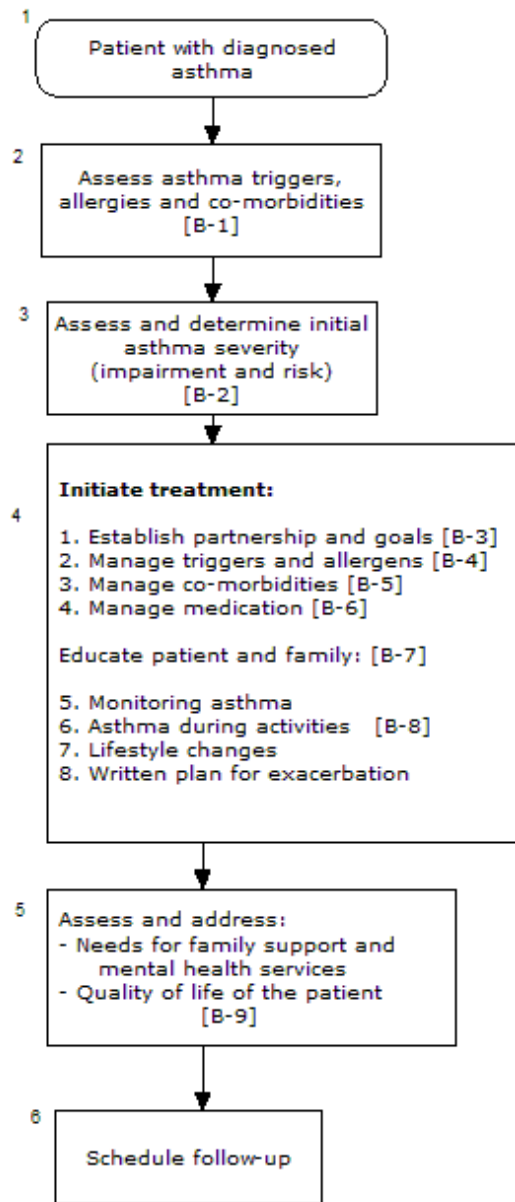 1
Patient with diagnosed
asthma
2
Assess asthma triggers,
allergies and co-morbidities
[B-1]
3
Assess and determine initial
asthma severity
(impairment and risk)
[B-2]
4
Initiate treatment:
1. Establish partnership and goals [B-3]
2. Manage triggers and allergens [B-4]
3. Manage co-morbidities [B-5]
4. Manage medication [B-6]
Educate patient and family: [B-7]
5. Monitoring asthma
6. Asthma during activities [B-8]
7. Lifestyle changes
8. Written plan for exacerbation
5
Assess and address:
- Needs for family support and
mental health services
- Quality of life of the patient
[B-9]
6
Schedule follow-up